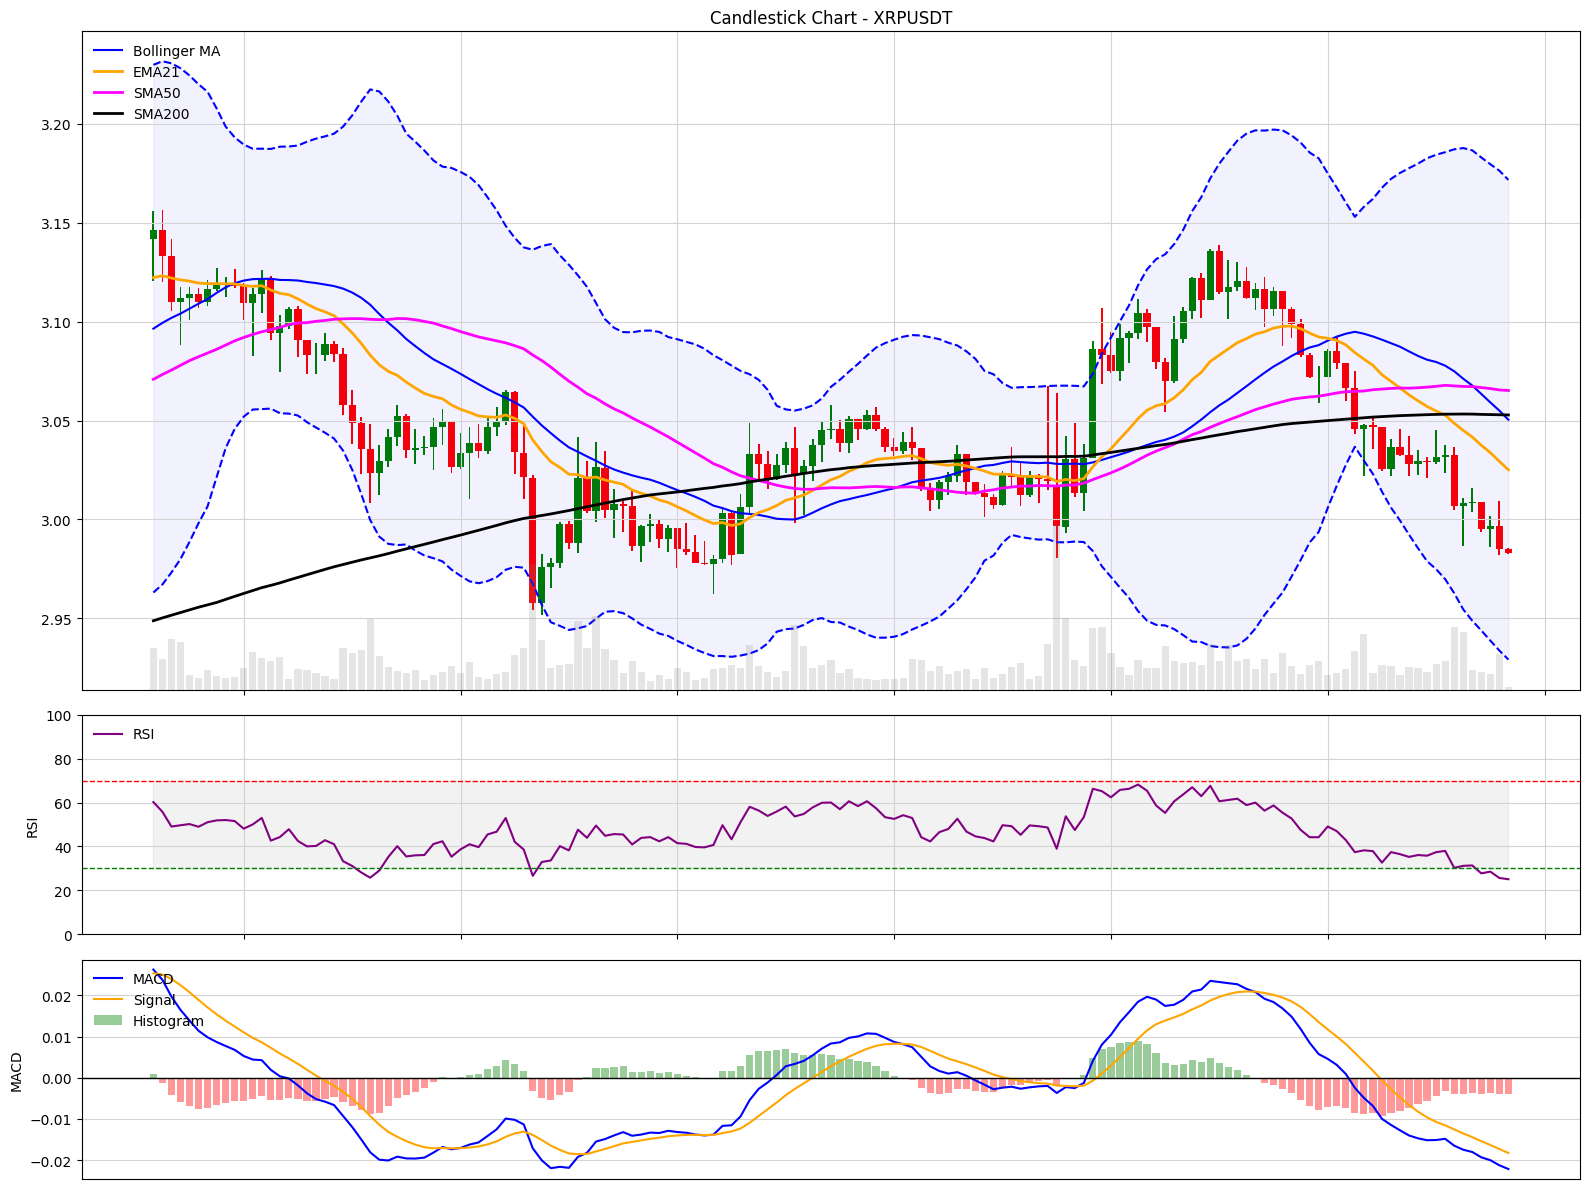 Candlestick Chart - XRPUSDT
Bollinger MA
EMA21
SMA50
SMA200
3.20
3.15
3.10
3.05
3.00
2.95
RSI
100
80
60
40
20
0
RSI
MACD
Signal
Histogram
0.02
0.01
0.00
−0.01
−0.02
MACD